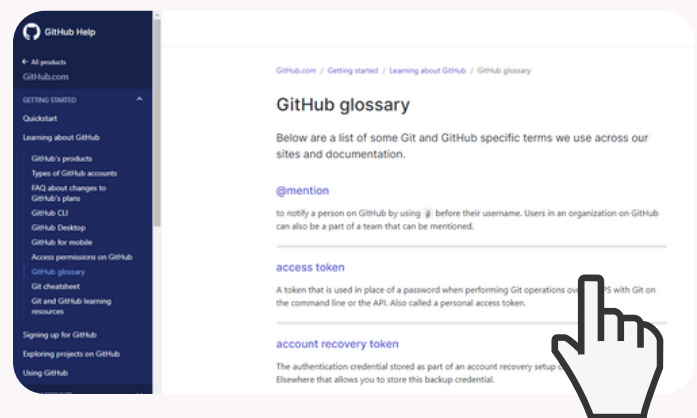 GitHub Help
← All products
GitHub.com
GETTING STARTED
Quickstart
Learning about GitHub
GitHub's products
Types of GitHub accounts
FAQ about changes to
GitHub's plans
GitHub CLI
GitHub Desktop
GitHub for mobile
Access permissions on GitHub
GitHub glossary
Git cheatsheet
Git and GitHub learning
resources
Signing up for GitHub
Exploring projects on GitHub
Using GitHub
GitHub.com / Getting started / Learning about GitHub / GitHub glossary
GitHub glossary
Below are a list of some Git and GitHub specific terms we use across our
sites and documentation.
@mention
to notify a person on GitHub by using @ before their username. Users in an organization on GitHub
can also be a part of a team that can be mentioned.
access token
A token that is used in place of a password when performing Git operations with Git on
the command line or the API. Also called a personal access token.
account recovery token
The authentication credential stored as part of an account recovery setup
Elsewhere that allows you to store this backup credential.